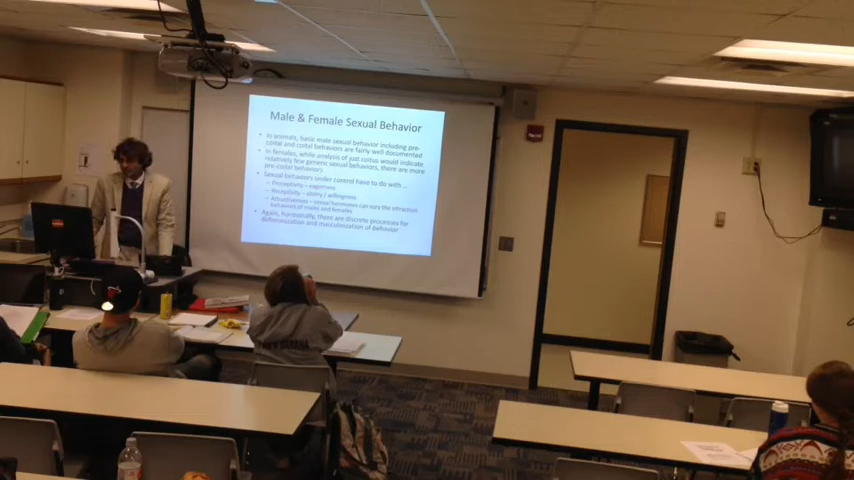 Male & Female Sexual Behavior
• In animals, basic male sexual behavior including pre-
coital and coital behaviors are fairly well documented
• In females, while analysis of just coitus would indicate
relatively few generic sexual behaviors, there are more
pre-coital behaviors
• Sexual behaviors under control have to do with ...
– Proceptivity – eagerness
– Receptivity – ability / willingness
– Attractiveness – sexual hormones can vary the attraction
behaviors of males and females
• Again, hormonally, there are discrete processes for
defeminization and masculinization of behavior